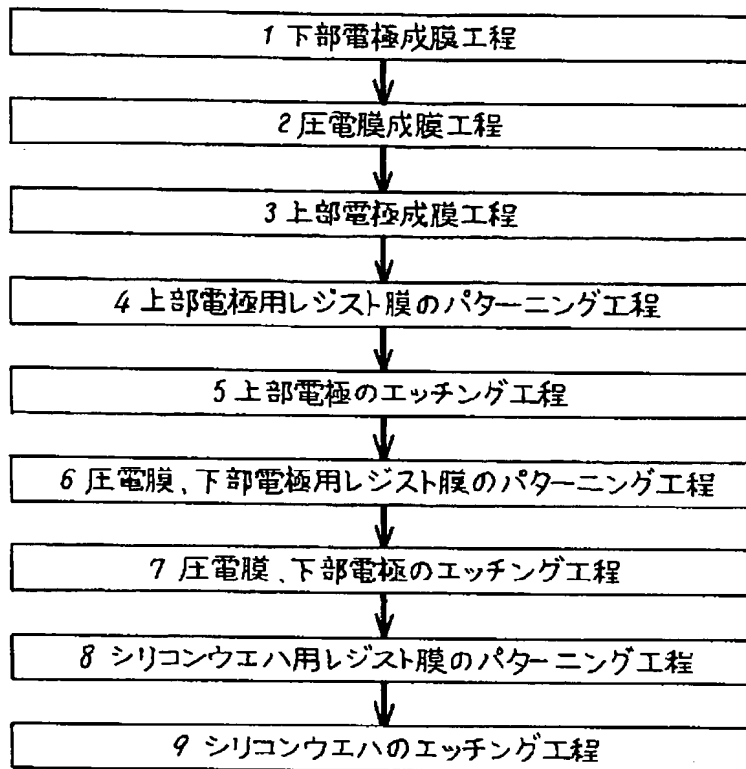 1 下部電極成膜工程
2 圧電膜成膜工程
3 上部電極成膜工程
4 上部電極用レジスト膜のパターニング工程
5 上部電極のエッチング工程
6 圧電膜、下部電極用レジスト膜のパターニング工程
7 圧電膜、下部電極のエッチング工程
8 シリコンウエハ用レジスト膜のパターニング工程
9 シリコンウエハのエッチング工程